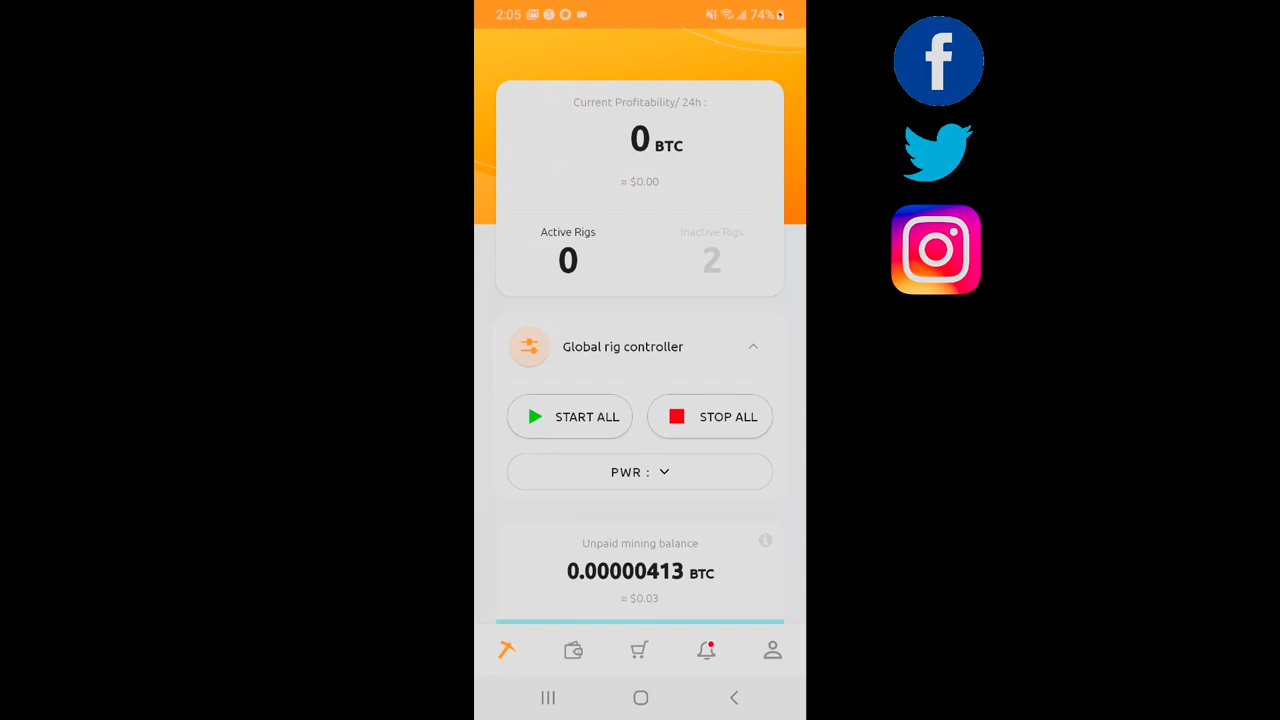 2:05
74%
Current Profitability/ 24h :
0 BTC
≈ $0.00
Active Rigs
Inactive Rigs
0
2
Global rig controller
START ALL
STOP ALL
PWR :
Unpaid mining balance
0.00000413 BTC
≈ $0.03